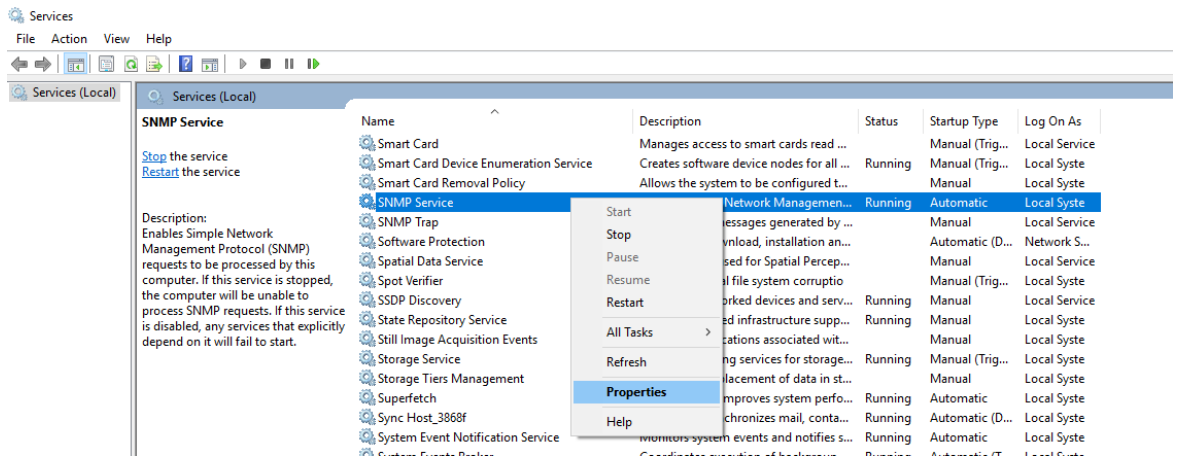 Services
File Action View Help
Services (Local)
Services (Local)
SNMP Service
Stop the service
Restart the service
Description:
Enables Simple Network
Management Protocol (SNMP)
requests to be processed by this
computer. If this service is stopped,
the computer will be unable to
process SNMP requests. If this service
is disabled, any services that explicitly
depend on it will fail to start.
Name Description Status Startup Type Log On As
Smart Card Manages access to smart cards read ... Manual (Trig... Local Service
Smart Card Device Enumeration Service Creates software device nodes for all ... Running Manual (Trig... Local Syste
Smart Card Removal Policy Allows the system to be configured t... Manual Local Syste
SNMP Service Network Managemen... Running Automatic Local Syste
SNMP Trap essages generated by ... Manual Local Service
Software Protection vnload, installation an... Automatic (D... Network S...
Spatial Data Service sed for Spatial Percep... Manual Local Service
Spot Verifier al file system corruptio Manual (Trig... Local Syste
SSDP Discovery orked devices and serv... Running Manual Local Service
State Repository Service ed infrastructure supp... Running Manual Local Syste
Still Image Acquisition Events cations associated wit... Manual Local Syste
Storage Service ng services for storage... Running Manual (Trig... Local Syste
Storage Tiers Management lacement of data in st... Manual Local Syste
Superfetch mproves system perfo... Running Automatic Local Syste
Sync Host_3868f chronizes mail, conta... Running Automatic (D... Local Syste
System Event Notification Service Monitors system events and notifies s... Running Automatic Local Syste
Start
Stop
Pause
Resume
Restart
All Tasks
Refresh
Properties
Help